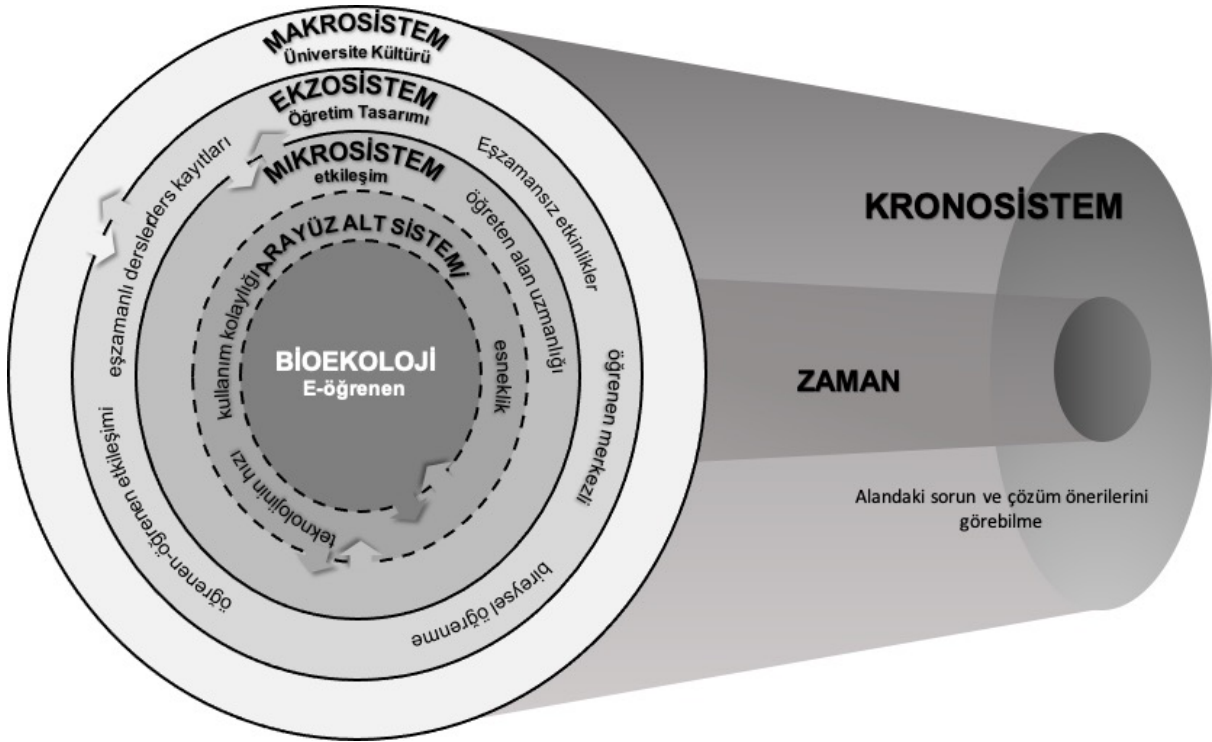 MAKROSİSTEM
Üniversite Kültürü
EKZOSİSTEM
Öğretim Tasarımı
MİKROSİSTEM
etkileşim
ARAYÜZ ALT SİSTEMİ
BİOEKOLOJİ
E-öğrenen
kullanım kolaylığı
esneklik
teknolojinin hızı
öğreten alan uzmanlığı
eşzamanlı dersler
ders kayıtları
Eşzamansız etkinlikler
öğrenen merkezli
bireysel öğrenme
öğrenen-öğrenen etkileşimi
KRONOSİSTEM
ZAMAN
Alandaki sorun ve çözüm önerilerini
görebilme